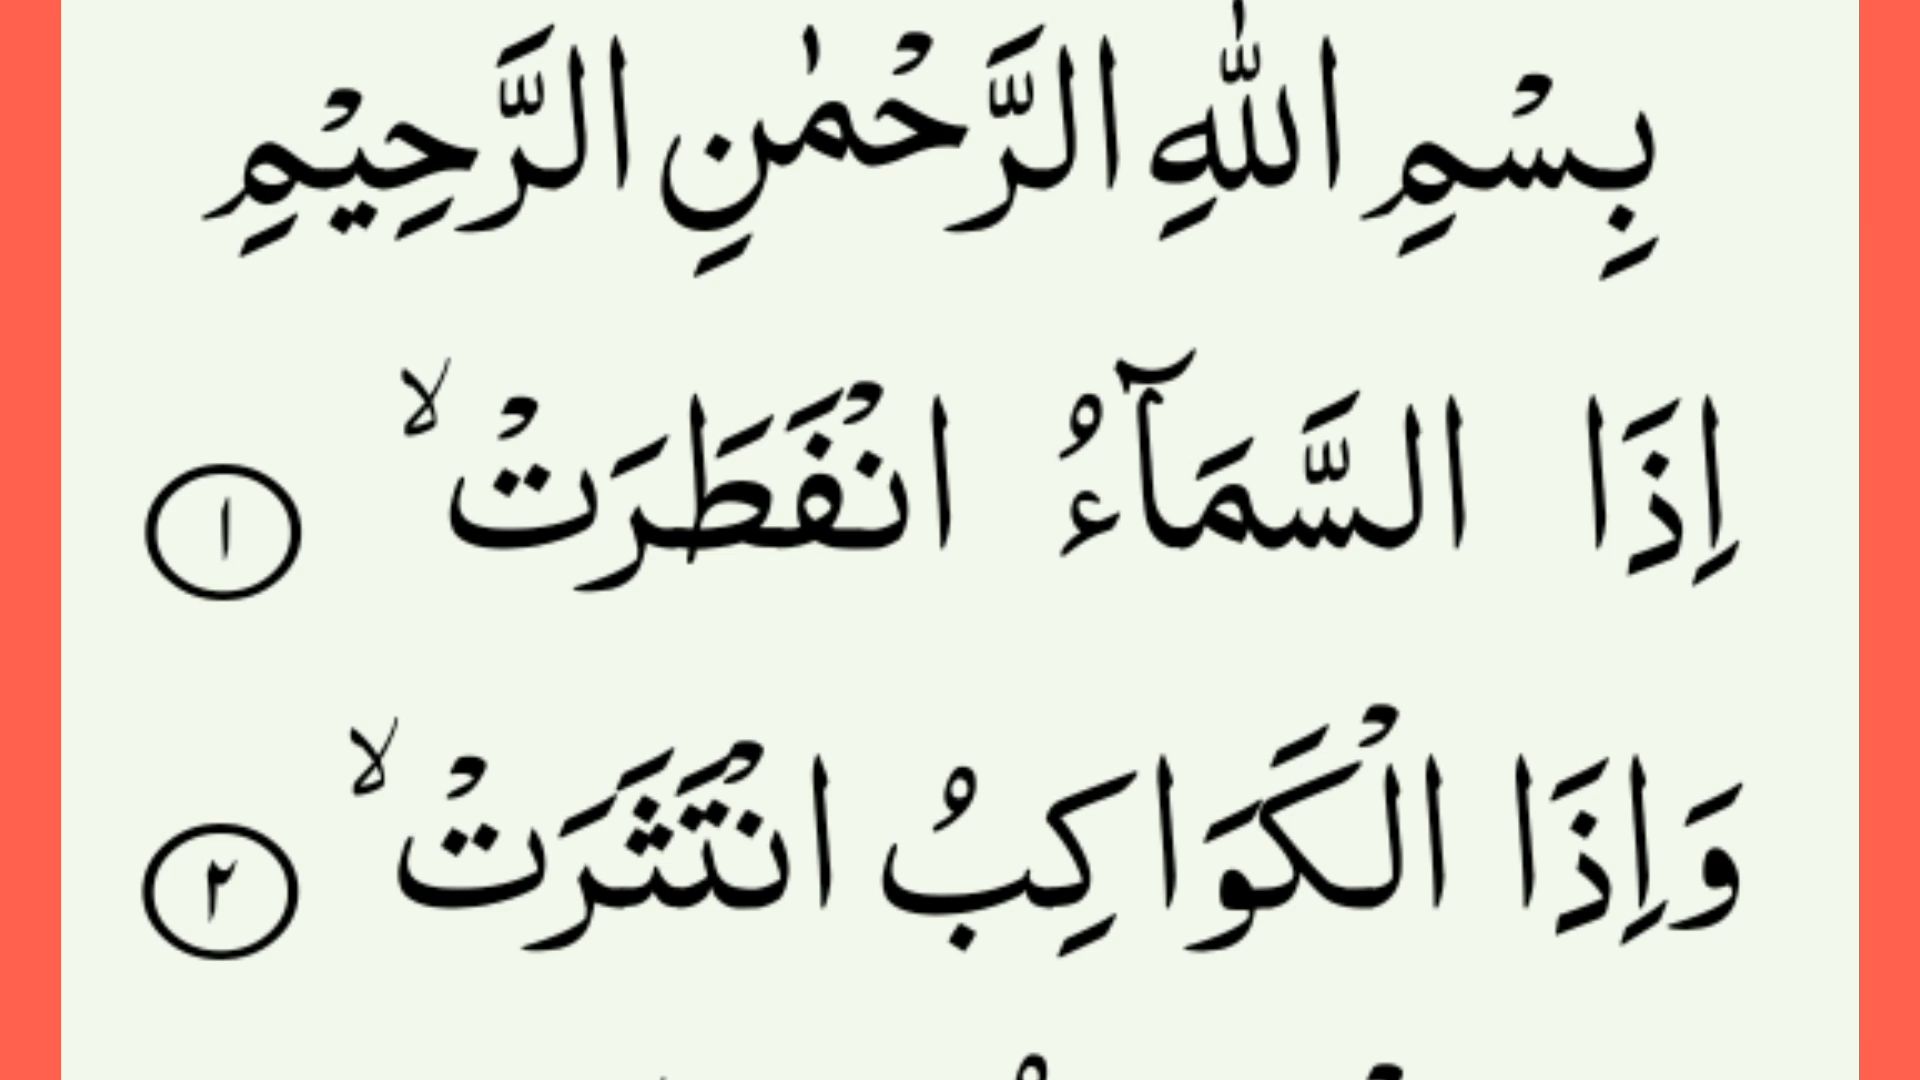 بِسْمِ اللّٰهِ الرَّحْمٰنِ الرَّحِيْمِ
اِذَا السَّمَآءُ انْفَطَرَتْ ۙ ١
وَاِذَا الْكَوَاكِبُ انْتَثَرَتْ ۙ ٢